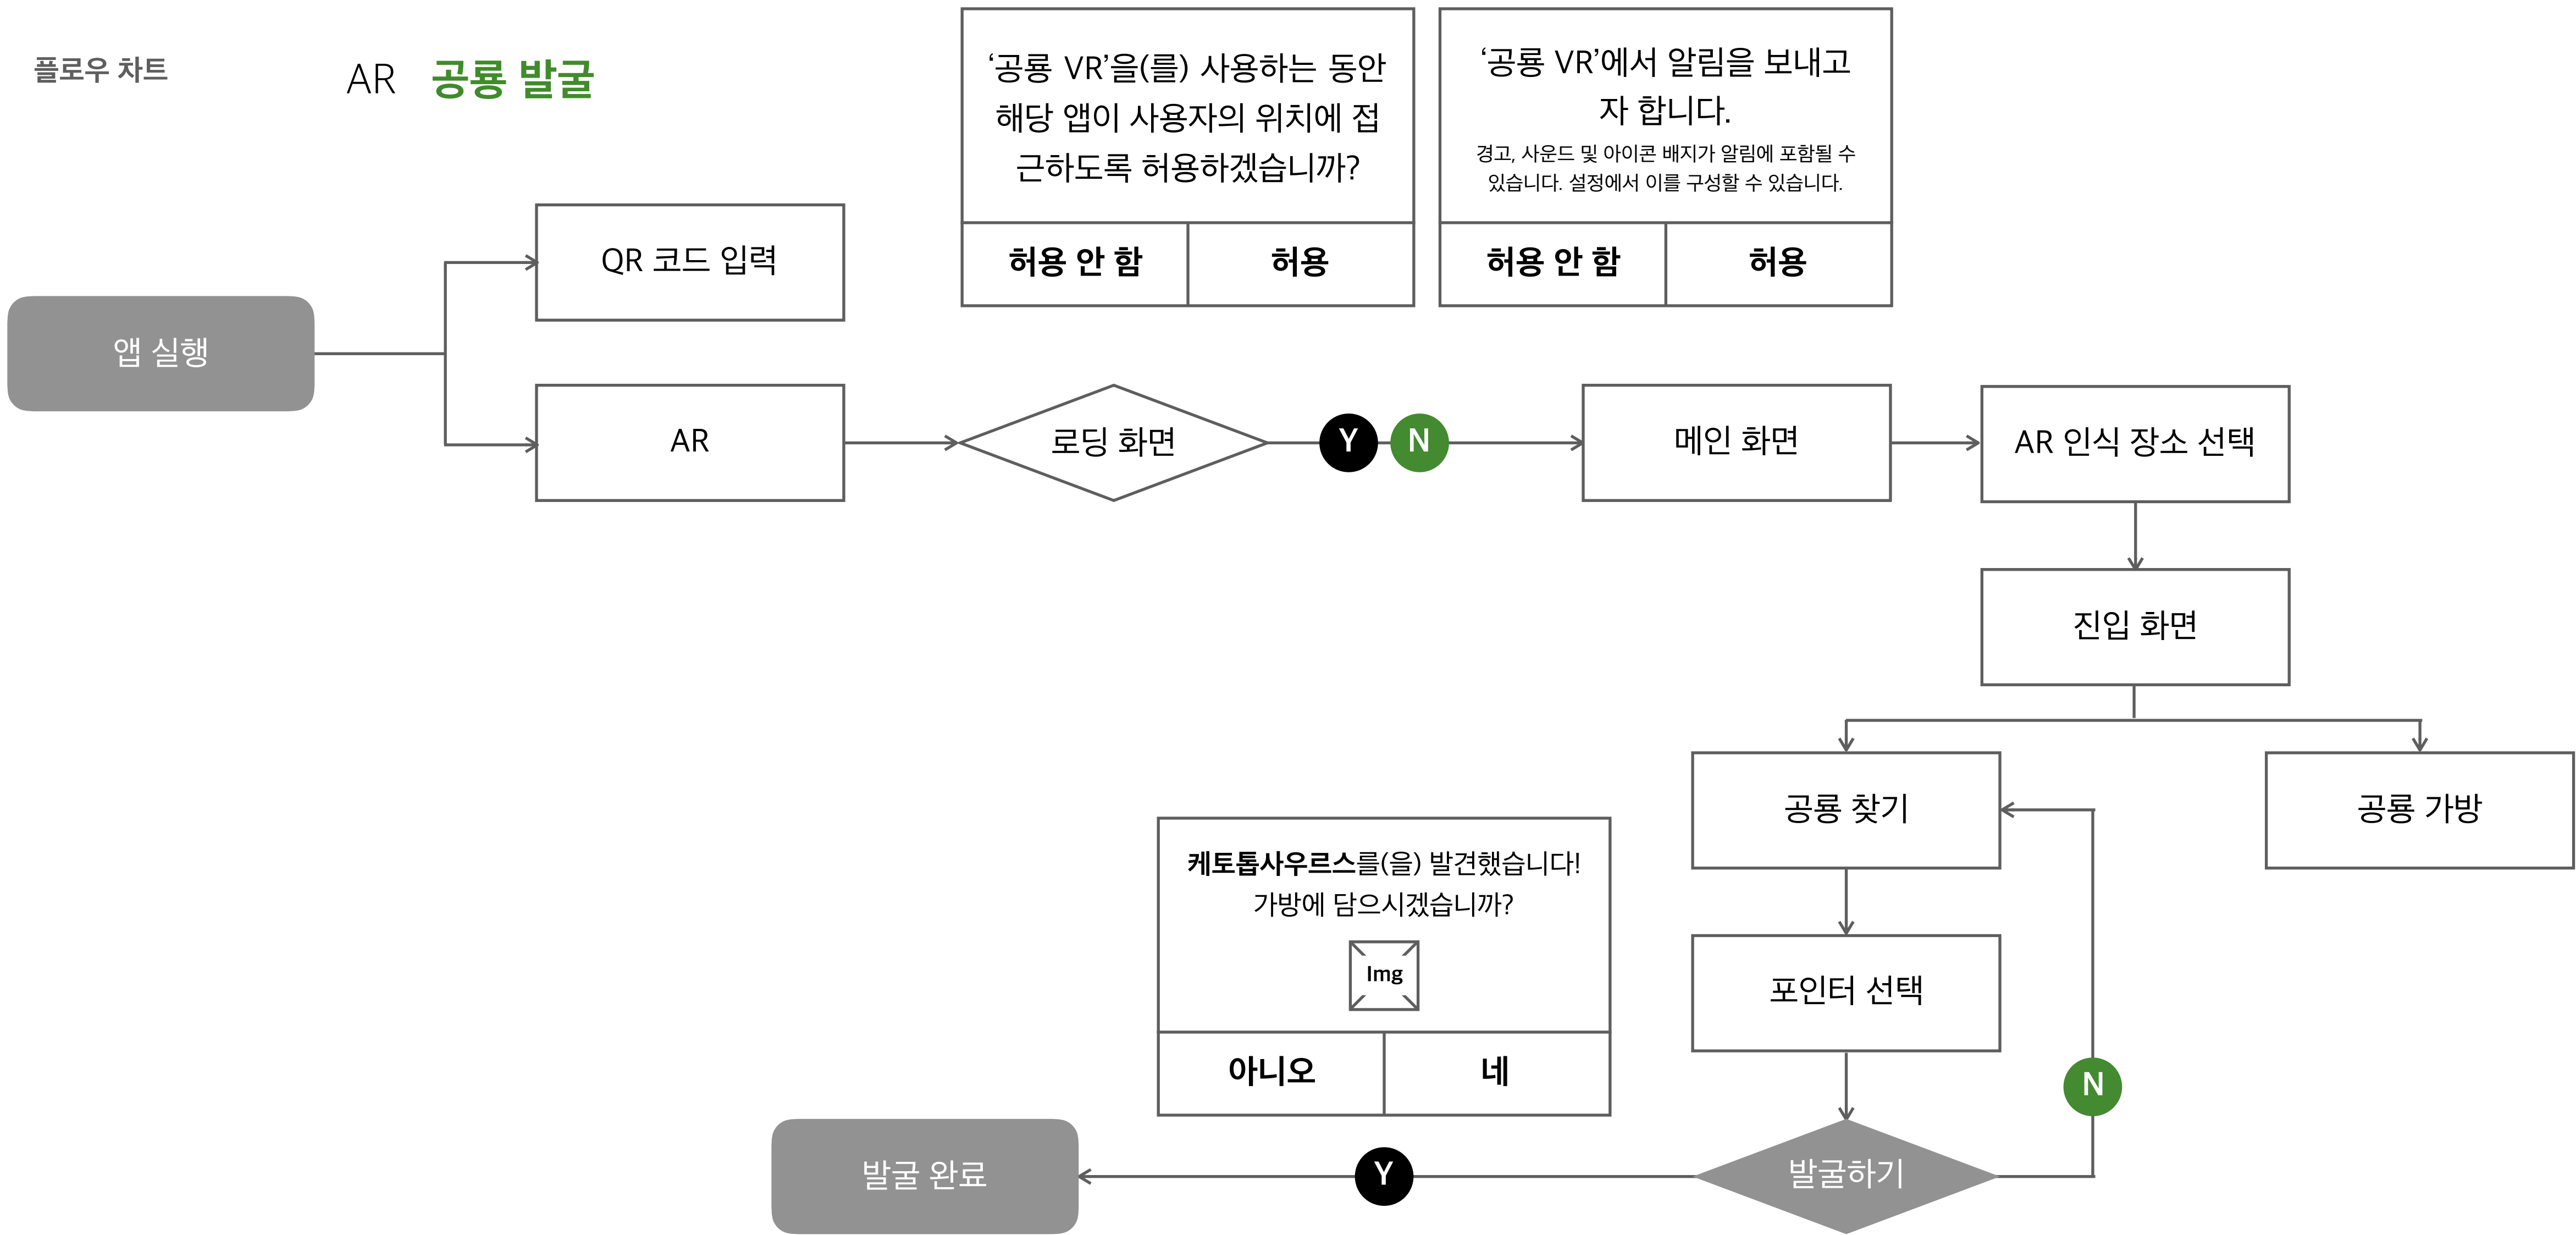 플로우 차트
AR 공룡 발굴
‘공룡 VR’을(를) 사용하는 동안
해당 앱이 사용자의 위치에 접
근하도록 허용하겠습니까?
허용 안 함
허용
‘공룡 VR’에서 알림을 보내고
자 합니다.
경고, 사운드 및 아이콘 배지가 알림에 포함될 수
있습니다. 설정에서 이를 구성할 수 있습니다.
허용 안 함
허용
앱 실행
QR 코드 입력
AR
로딩 화면
Y
N
메인 화면
AR 인식 장소 선택
진입 화면
공룡 찾기
공룡 가방
포인터 선택
발굴하기
N
케토톱사우르스를(을) 발견했습니다!
가방에 담으시겠습니까?
Img
아니오
네
Y
발굴 완료